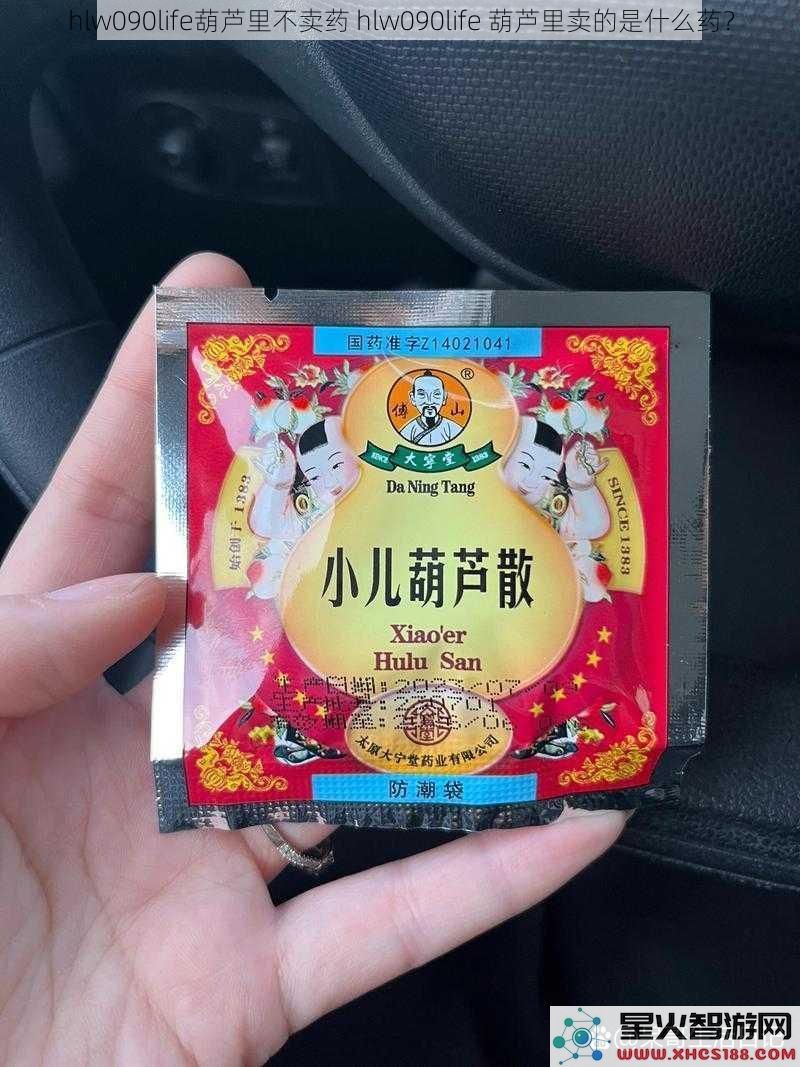 hlw090life葫芦里不卖药 hlw090life 葫芦里卖的是什么药？
国药准字Z14021041
®
傅 山
SINCE 大宁堂 1383
Da Ning Tang
始创于 1383
SINCE 1383
小儿葫芦散
Xiao'er
Hulu San
太原大宁堂药业有限公司
防潮袋
星火智游网
WWW.XHCS188.COM